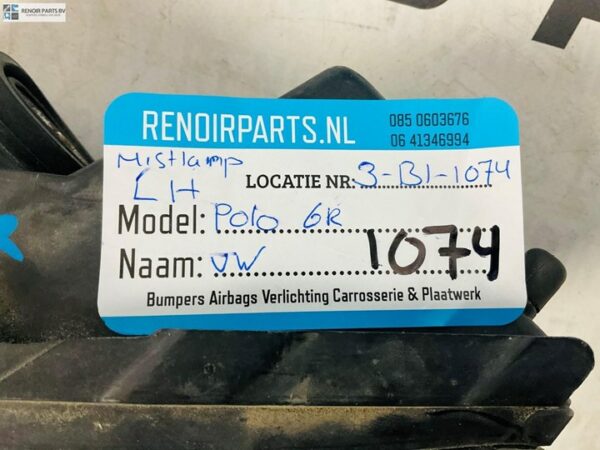 RENOIR PARTS BV
RENOIRPARTS.NL
085 0603676
06 41346994
Mistlamp
LH
LOCATIE NR: 3-B1-1074
Model: Polo 6R
Naam: VW
1074
Bumpers Airbags Verlichting Carrosserie & Plaatwerk